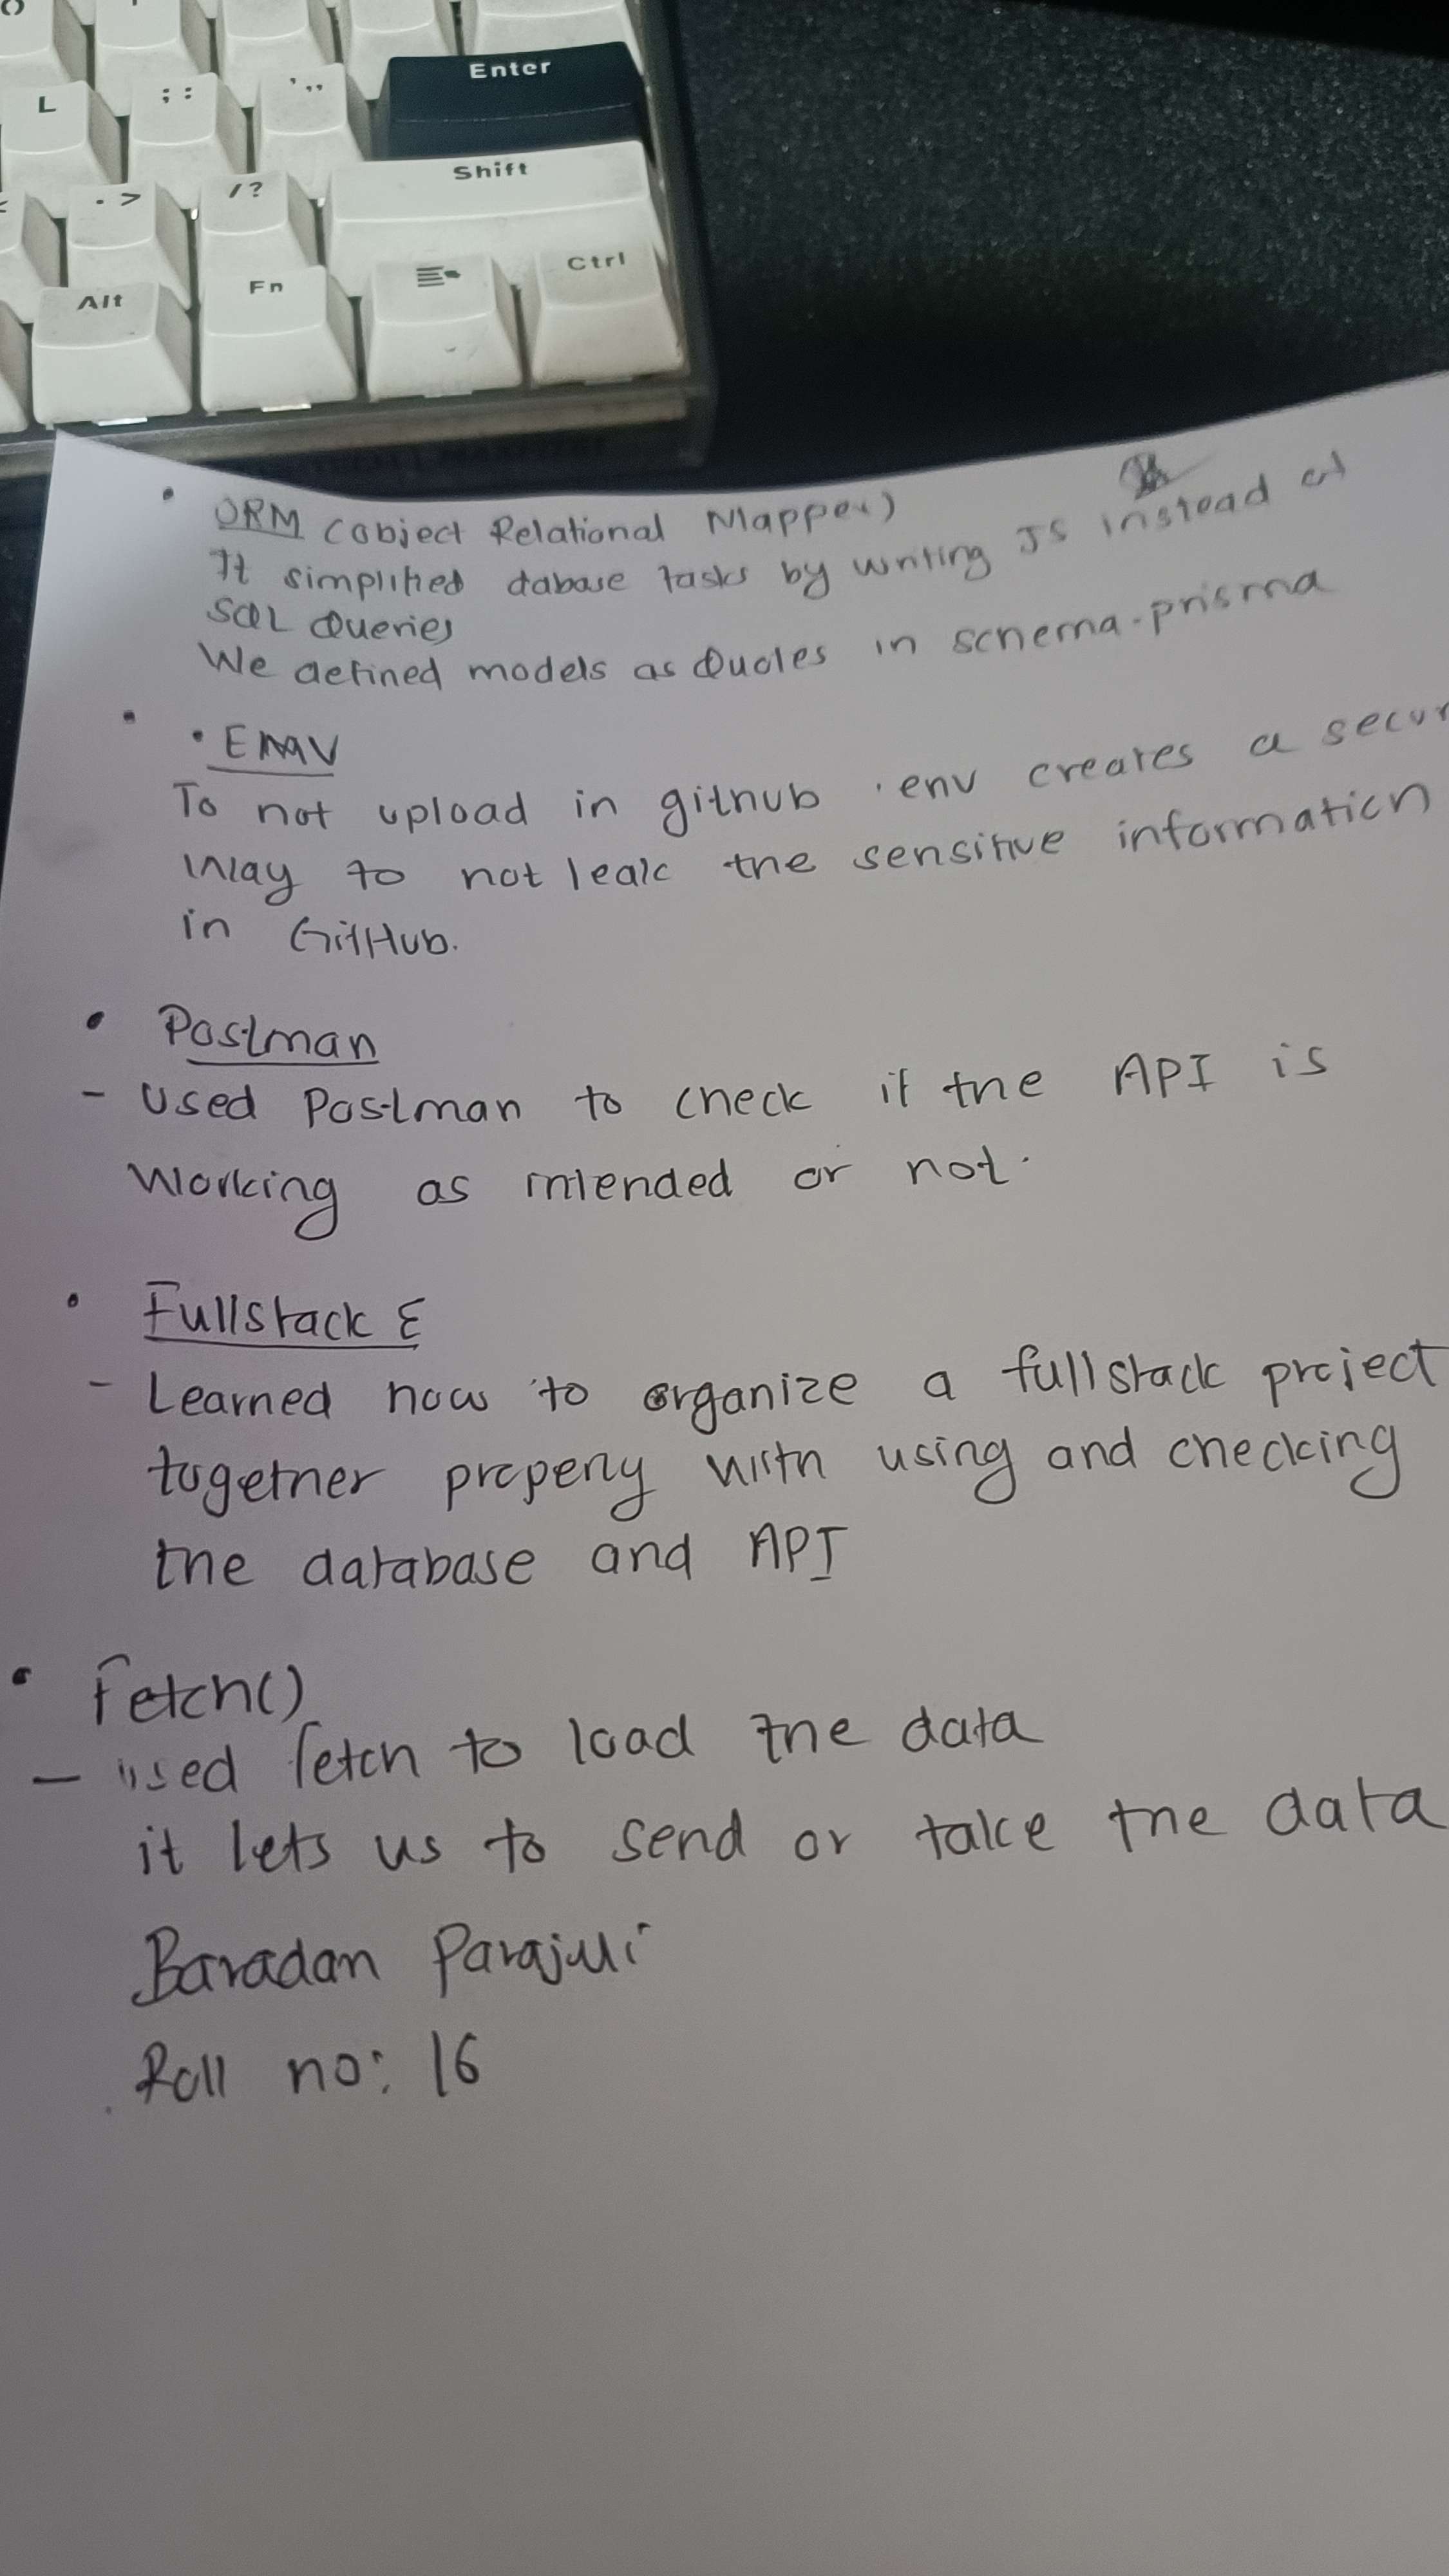 L
; :
' "
Enter
. >
/ ?
Shift
Alt
Fn
Ctrl
ORM (Object Relational Mapper)
It simplified dabase tasks by writing JS instead of
SQL Queries
We defined models as Quotes in schema.prisma
• ENV
To not upload in github .env creates a secur
Way to not leak the sensitive information
in GitHub.
• Postman
- Used Postman to check if the API is
Working as intended or not.
• Fullstack
- Learned how to organize a fullstack project
together properly with using and checking
the database and API
• Fetch()
- used fetch to load the data
it lets us to send or take the data
Baradan Parajuli
Roll no: 16